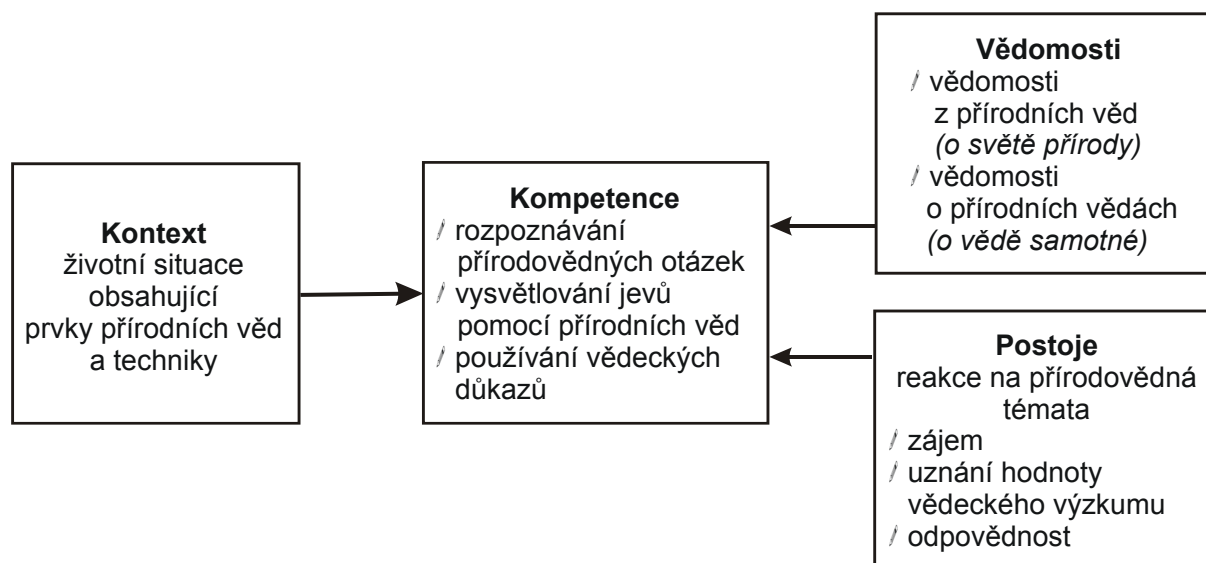 Kontext
životní situace
obsahující
prvky přírodních věd
a techniky
Kompetence
rozpoznávání
přírodovědných otázek
vysvětlování jevů
pomocí přírodních věd
používání vědeckých
důkazů
Vědomosti
vědomosti
z přírodních věd
(o světě přírody)
vědomosti
o přírodních vědách
(o vědě samotné)
Postoje
reakce na přírodovědná
témata
zájem
uznání hodnoty
vědeckého výzkumu
odpovědnost